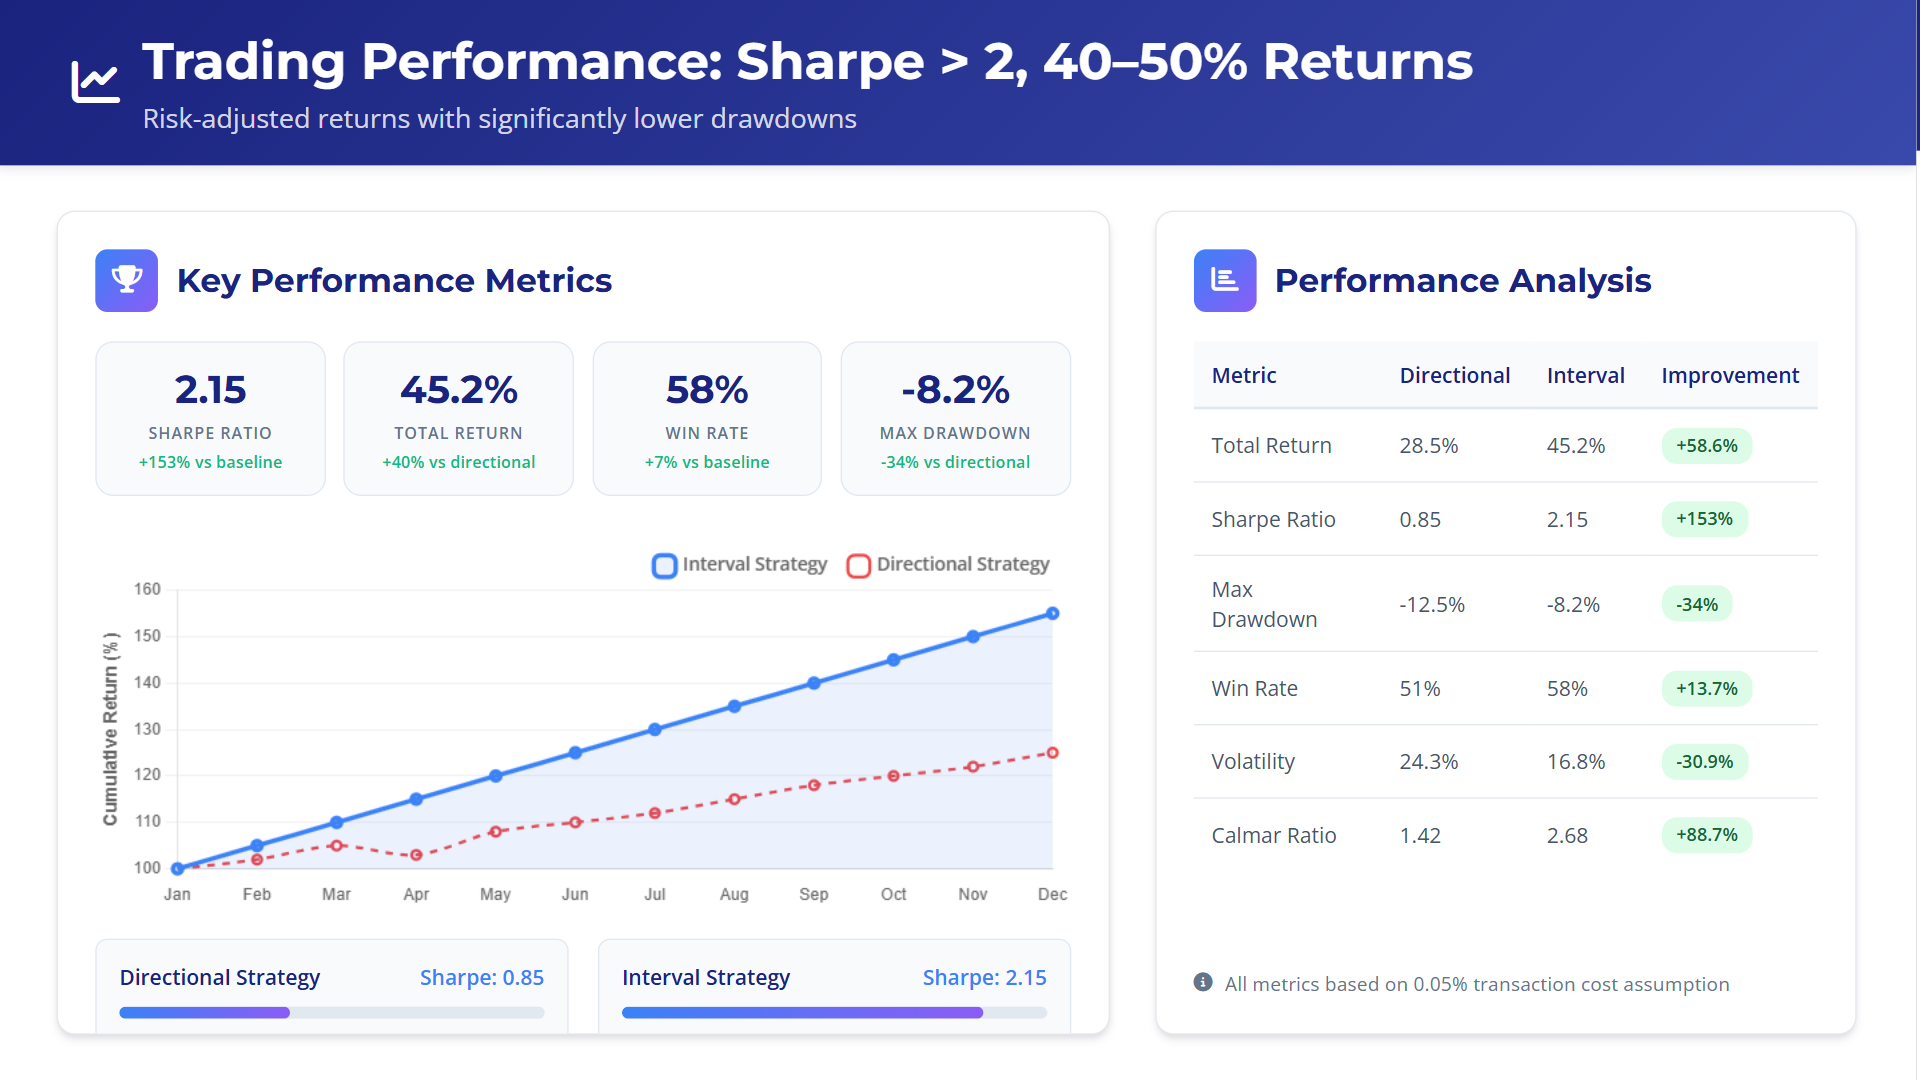 Trading Performance: Sharpe > 2, 40–50% Returns
Risk-adjusted returns with significantly lower drawdowns
Key Performance Metrics
2.15
SHARPE RATIO
+153% vs baseline
45.2%
TOTAL RETURN
+40% vs directional
58%
WIN RATE
+7% vs baseline
-8.2%
MAX DRAWDOWN
-34% vs directional
Interval Strategy
Directional Strategy
Cumulative Return (%)
160
150
140
130
120
110
100
Jan Feb Mar Apr May Jun Jul Aug Sep Oct Nov Dec
Directional Strategy Sharpe: 0.85
Interval Strategy Sharpe: 2.15
Performance Analysis
Metric Directional Interval Improvement
Total Return 28.5% 45.2% +58.6%
Sharpe Ratio 0.85 2.15 +153%
Max
Drawdown -12.5% -8.2% -34%
Win Rate 51% 58% +13.7%
Volatility 24.3% 16.8% -30.9%
Calmar Ratio 1.42 2.68 +88.7%
All metrics based on 0.05% transaction cost assumption